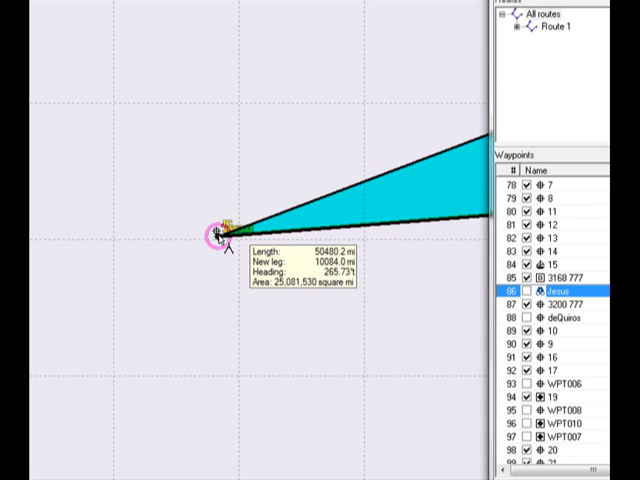 All routes
Route 1
Waypoints
# Name
78 7
79 8
80 11
81 12
82 13
83 14
84 15
85 3168 777
86 Jesus
87 3200 777
88 deQuiros
89 10
90 9
91 16
92 17
93 WPT006
94 19
95 WPT008
96 WPT010
97 WPT007
98 20
99 21
Length: 50480.2 mi
New leg: 10084.0 mi
Heading: 265.73't
Area: 25,081,530 square mi